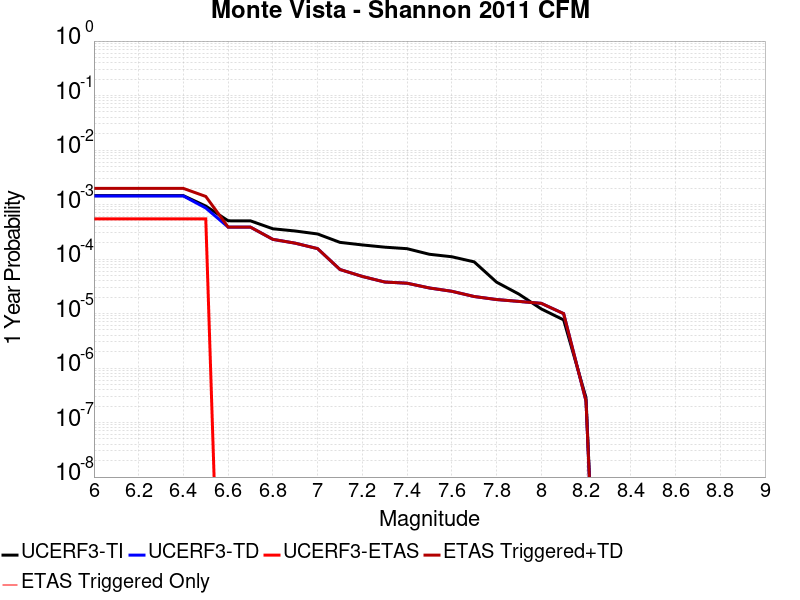 Monte Vista - Shannon 2011 CFM
1 Year Probability
10^0
10^-1
10^-2
10^-3
10^-4
10^-5
10^-6
10^-7
10^-8
6 6.2 6.4 6.6 6.8 7 7.2 7.4 7.6 7.8 8 8.2 8.4 8.6 8.8 9
Magnitude
UCERF3-TI UCERF3-TD UCERF3-ETAS ETAS Triggered+TD
ETAS Triggered Only